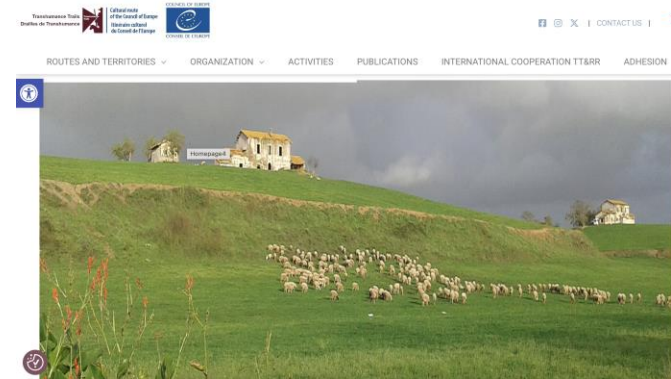 COUNCIL OF EUROPE
Transhumance Trails
Drailles de Transhumance
Cultural route
of the Council of Europe
Itinéraire culturel
du Conseil de l'Europe
CONSEIL DE L'EUROPE
| CONTACT US |
ROUTES AND TERRITORIES ORGANIZATION ACTIVITIES PUBLICATIONS INTERNATIONAL COOPERATION TT&RR ADHESION
Homepage4